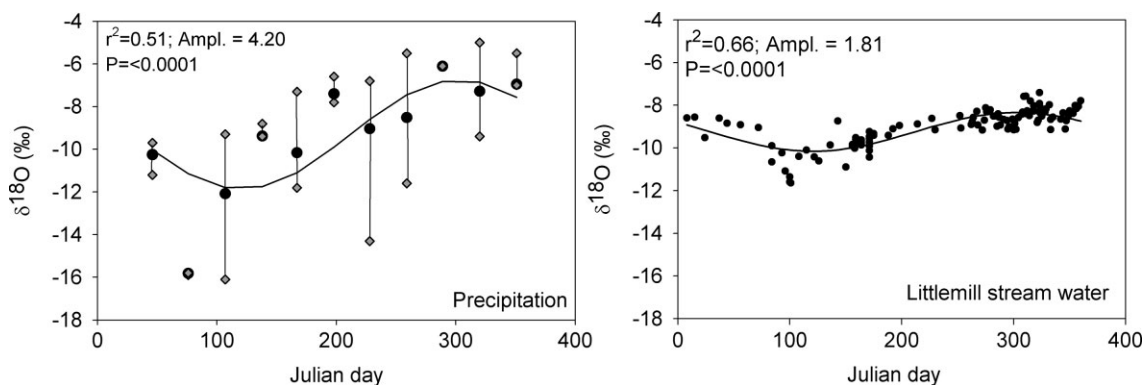 r²=0.51; Ampl. = 4.20
P=<0.0001
δ¹⁸O (‰)
-4
-6
-8
-10
-12
-14
-16
-18
0
100
200
300
400
Precipitation
Julian day
r²=0.66; Ampl. = 1.81
P=<0.0001
δ¹⁸O (‰)
-4
-6
-8
-10
-12
-14
-16
-18
0
100
200
300
400
Littlemill stream water
Julian day